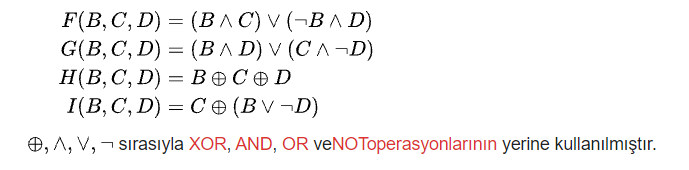 F(B, C, D) = (B ∧ C) ∨ (¬B ∧ D)
G(B, C, D) = (B ∧ D) ∨ (C ∧ ¬D)
H(B, C, D) = B ⊕ C ⊕ D
I(B, C, D) = C ⊕ (B ∨ ¬D)
⊕, ∧, ∨, ¬ sırasıyla XOR, AND, OR veNOToperasyonlarının yerine kullanılmıştır.